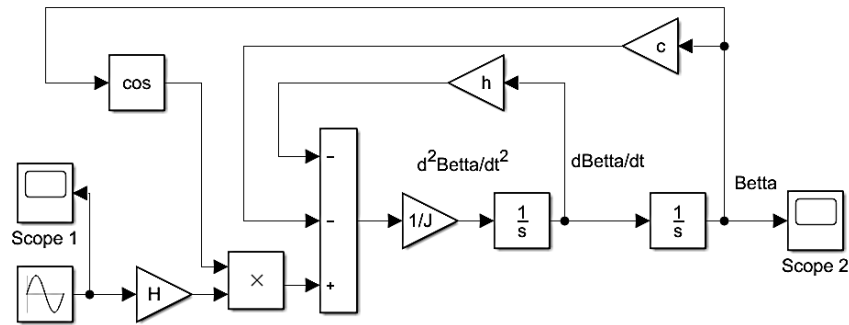 c
cos
h
−
d²Betta/dt²
dBetta/dt
Betta
1/J
1
s
1
s
−
Scope 1
Scope 2
H
×
+